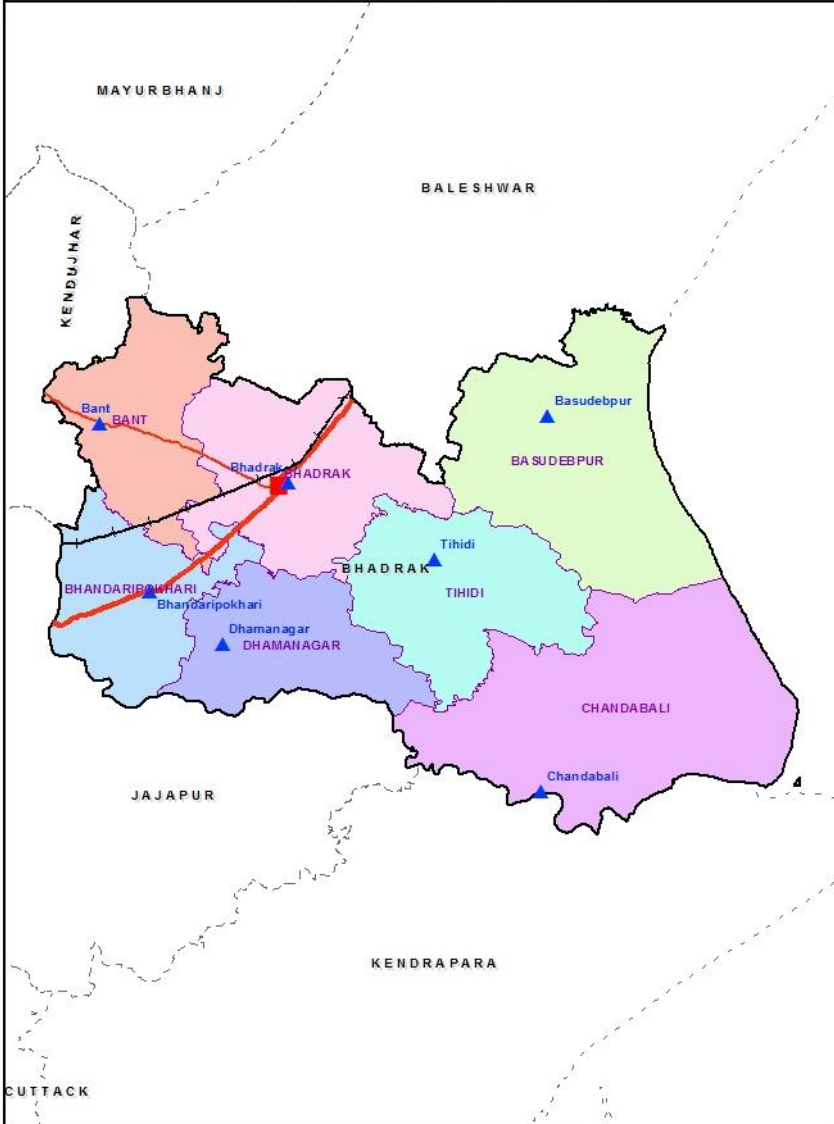 MAYURBHANJ
BALESHWAR
KENDUJHAR
Bant
BANT
Basudebpur
BASUDEBPUR
Bhadrak
BHADRAK
Tihidi
BHADRAK
TIHIDI
BHANDARIPOKHARI
Bhandaripokhari
Dhamanagar
DHAMANAGAR
CHANDABALI
Chandabali
JAJAPUR
KENDRAPARA
CUTTACK